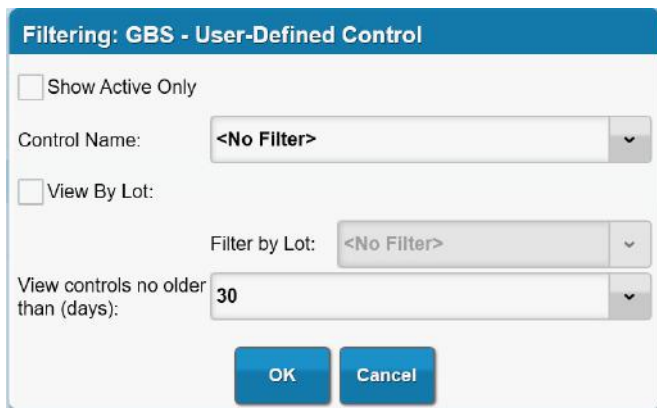 Filtering: GBS - User-Defined Control
Show Active Only
Control Name: <No Filter>
View By Lot:
Filter by Lot: <No Filter>
View controls no older
than (days): 30
OK Cancel